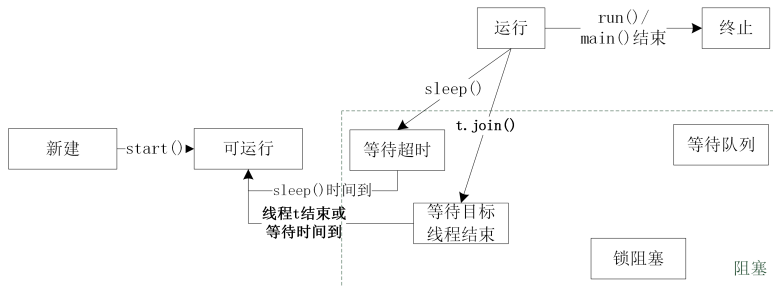 运行
run()/
main()结束
终止
sleep()
t.join()
新建
start()
可运行
等待超时
等待队列
sleep()时间到
线程t结束或
等待时间到
等待目标
线程结束
锁阻塞
阻塞